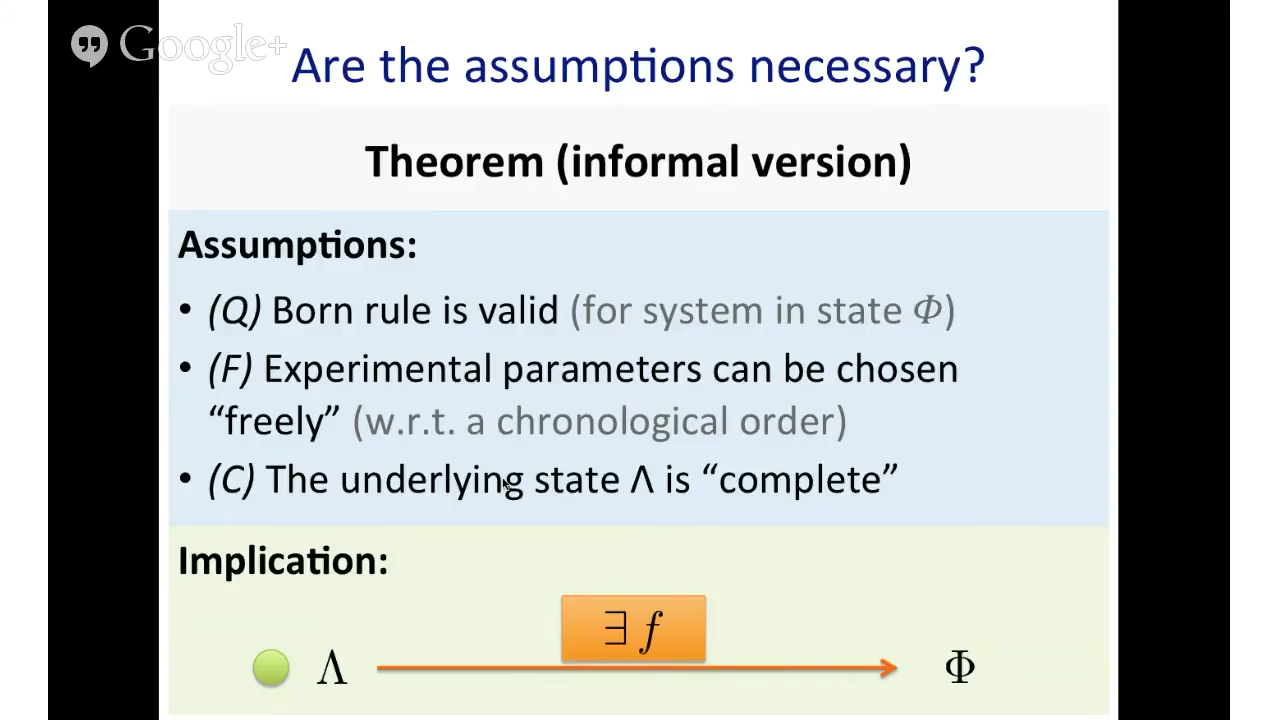 Google+
Are the assumptions necessary?
Theorem (informal version)
Assumptions:
• (Q) Born rule is valid (for system in state Φ)
• (F) Experimental parameters can be chosen
“freely” (w.r.t. a chronological order)
• (C) The underlying state Λ is “complete”
Implication:
∃ f
Λ Φ